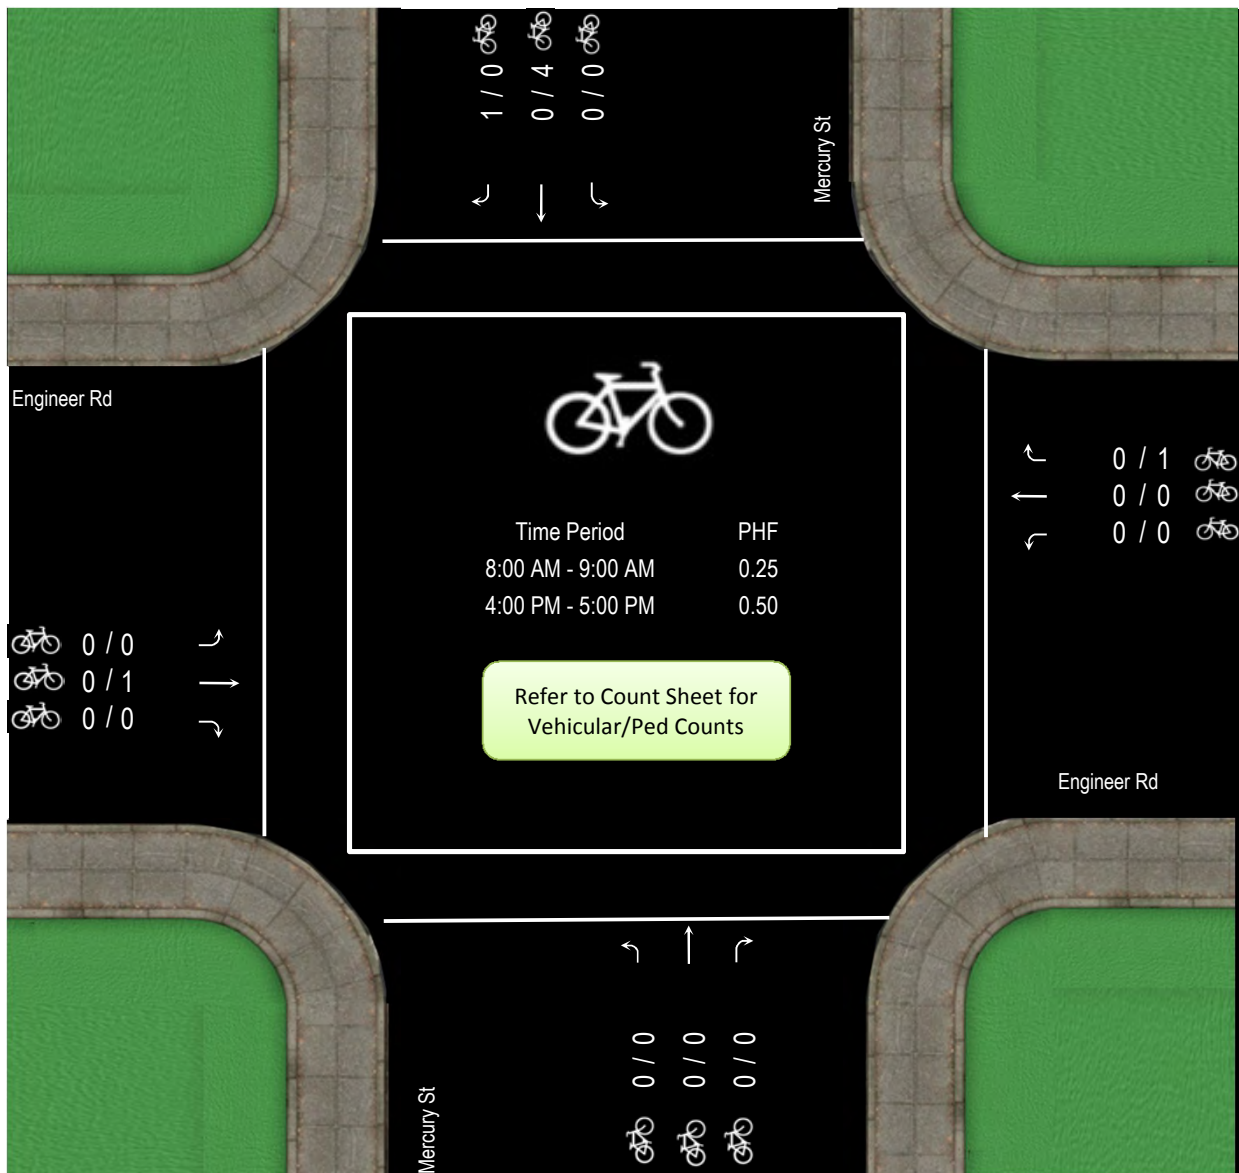 1 / 0
0 / 4
0 / 0
Mercury St
Engineer Rd
0 / 1
0 / 0
0 / 0
Time Period PHF
8:00 AM - 9:00 AM 0.25
4:00 PM - 5:00 PM 0.50
0 / 0
0 / 1
0 / 0
Refer to Count Sheet for
Vehicular/Ped Counts
Engineer Rd
0 / 0
0 / 0
0 / 0
Mercury St